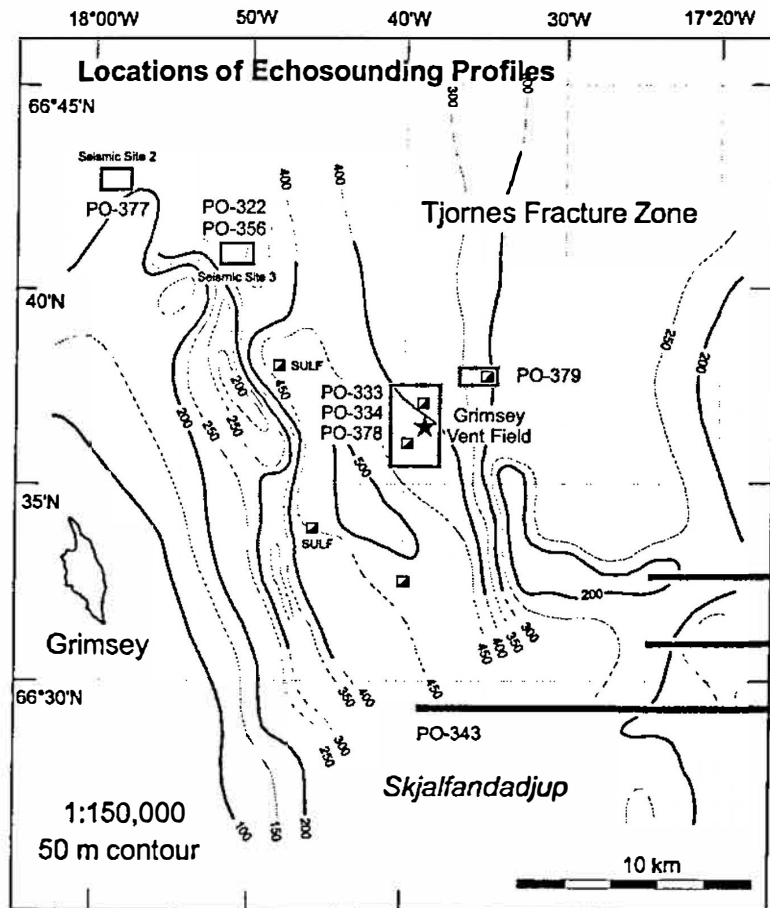 18°00'W 50'W 40'W 30'W 17°20'W
Locations of Echosounding Profiles
66°45'N
300
Seismic Site 2
PO-377
PO-322
PO-356
Seismic Site 3
400
400
Tjornes Fracture Zone
40'N
250
200
SULF
450
200
PO-379
PO-333
PO-334
PO-378
Grimsey
Vent Field
200
250
250
500
35'N
SULF
200
Grimsey
450
400
350
300
66°30'N
450
400
350
300
250
PO-343
Skjalfandadjup
1:150,000
50 m contour
100
150
200
10 km